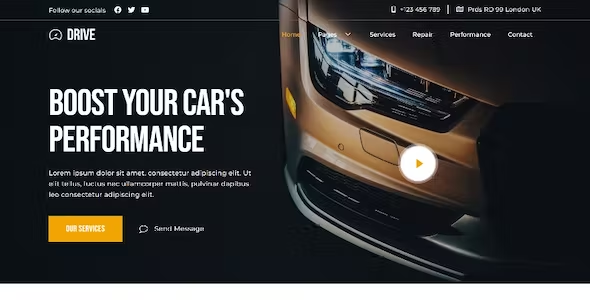 Follow our socials
+123 456 789
Prds RD 99 London UK
DRIVE
Home Pages Services Repair Performance Contact
BOOST YOUR CAR'S
PERFORMANCE
Lorem ipsum dolor sit amet, consectetur adipiscing elit. Ut
elit tellus, luctus nec ullamcorper mattis, pulvinar dapibus
leo consectetur adipiscing elit.
OUR SERVICES
Send Message